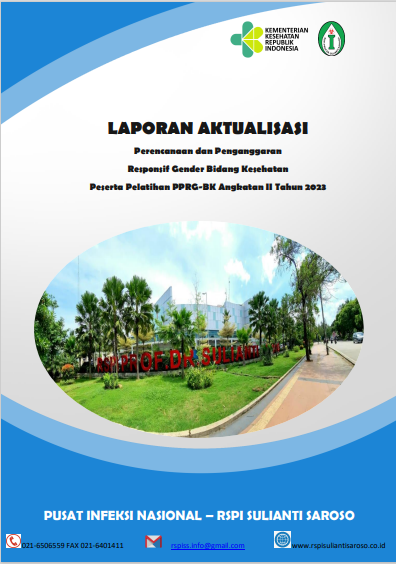 KEMENTERIAN
KESEHATAN
REPUBLIK
INDONESIA
LAPORAN AKTUALISASI
Perencanaan dan Penganggaran
Responsif Gender Bidang Kesehatan
Peserta Pelatihan PPRG-BK Angkatan II Tahun 2023
RSPI PROF. DR. SULIANTI
PUSAT INFEKSI NASIONAL – RSPI SULIANTI SAROSO
021-6506559 FAX 021-6401411
rspiss.info@gmail.com
www.rspisuliantisaroso.co.id